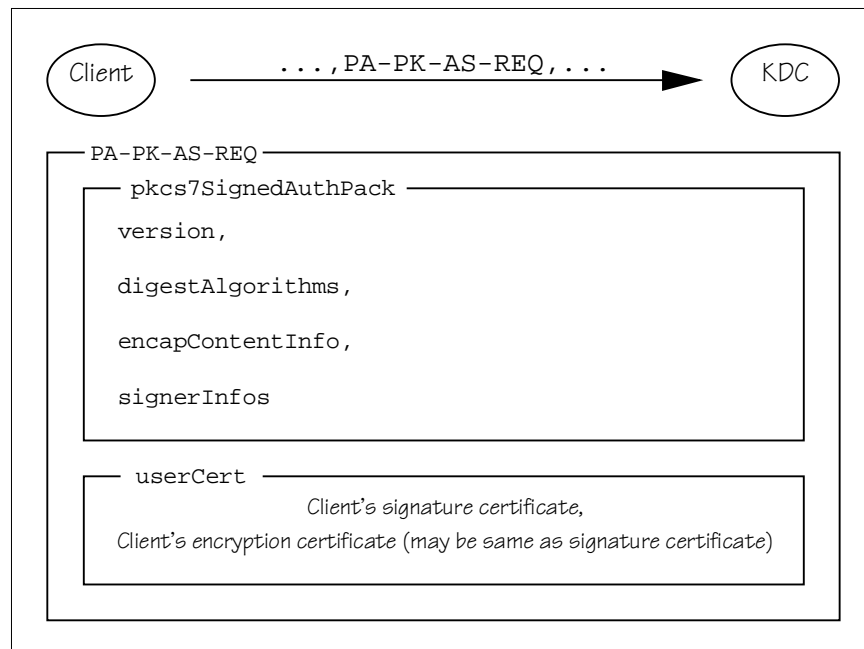 Client
...,PA-PK-AS-REQ,...
KDC
PA-PK-AS-REQ
pkcs7SignedAuthPack
version,
digestAlgorithms,
encapContentInfo,
signerInfos
userCert
Client's signature certificate,
Client's encryption certificate (may be same as signature certificate)